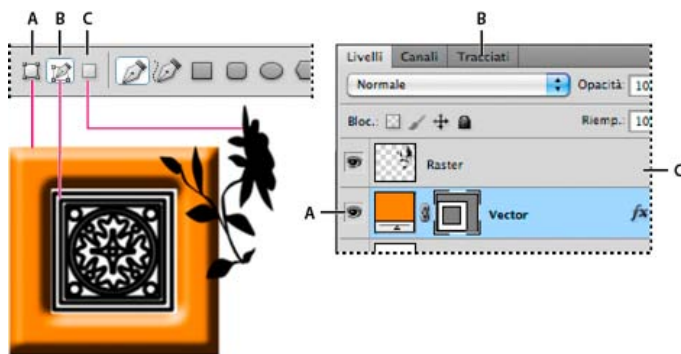 A B C
B
Livelli Canali Tracciati
Normale Opacità: 10
Bloc.: Riemp.: 10
Raster
C
A
Vector fx